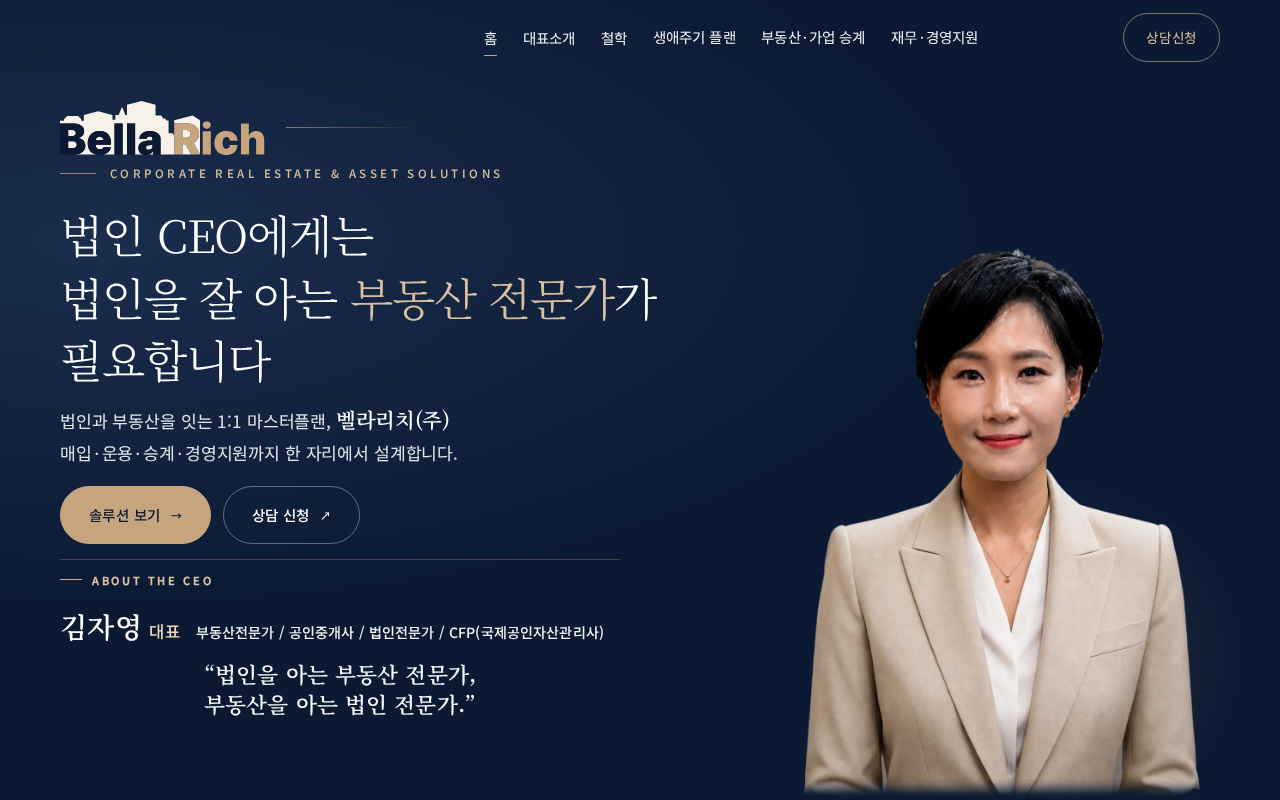 홈
대표소개
철학
생애주기 플랜
부동산·가업 승계
재무·경영지원
상담신청
Bella Rich
CORPORATE REAL ESTATE & ASSET SOLUTIONS
법인 CEO에게는
법인을 잘 아는 부동산 전문가가
필요합니다
법인과 부동산을 잇는 1:1 마스터플랜, 벨라리치(주)
매입·운용·승계·경영지원까지 한 자리에서 설계합니다.
솔루션 보기 →
상담 신청 ↗
ABOUT THE CEO
김자영 대표 부동산전문가 / 공인중개사 / 법인전문가 / CFP(국제공인자산관리사)
“법인을 아는 부동산 전문가,
부동산을 아는 법인 전문가.”